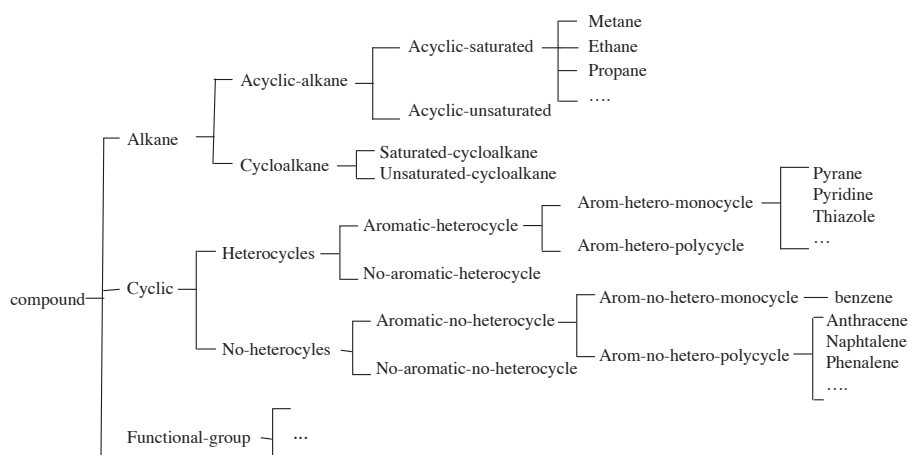 Metane
Acyclic-saturated
Ethane
Propane
Acyclic-alkane
....
Acyclic-unsaturated
Alkane
Saturated-cycloalkane
Cycloalkane
Unsaturated-cycloalkane
Pyrane
Pyridine
Arom-hetero-monocycle
Thiazole
Aromatic-heterocycle
...
Arom-hetero-polycycle
Heterocycles
No-aromatic-heterocycle
Cyclic
compound
Arom-no-hetero-monocycle
benzene
Aromatic-no-heterocycle
Anthracene
Naphtalene
No-heterocyles
Arom-no-hetero-polycycle
Phenalene
No-aromatic-no-heterocycle
....
Functional-group
...